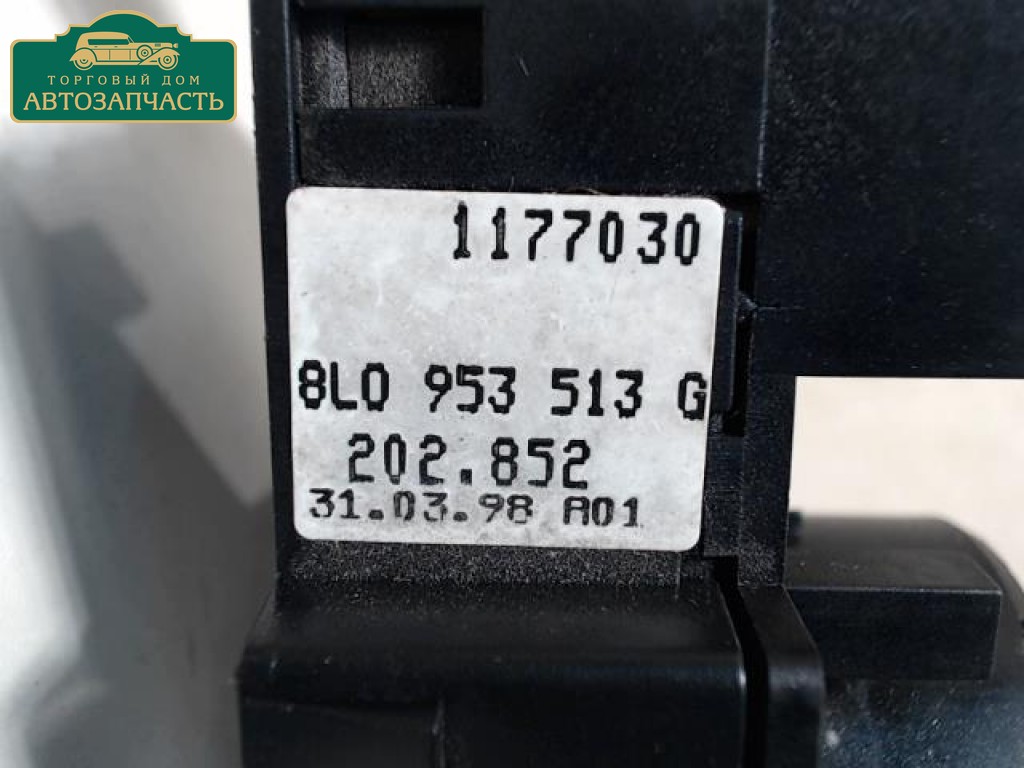 ТОРГОВЫЙ ДОМ
АВТОЗАПЧАСТЬ
1177030
8L0 953 513 G
202.852
31.03.98 A01